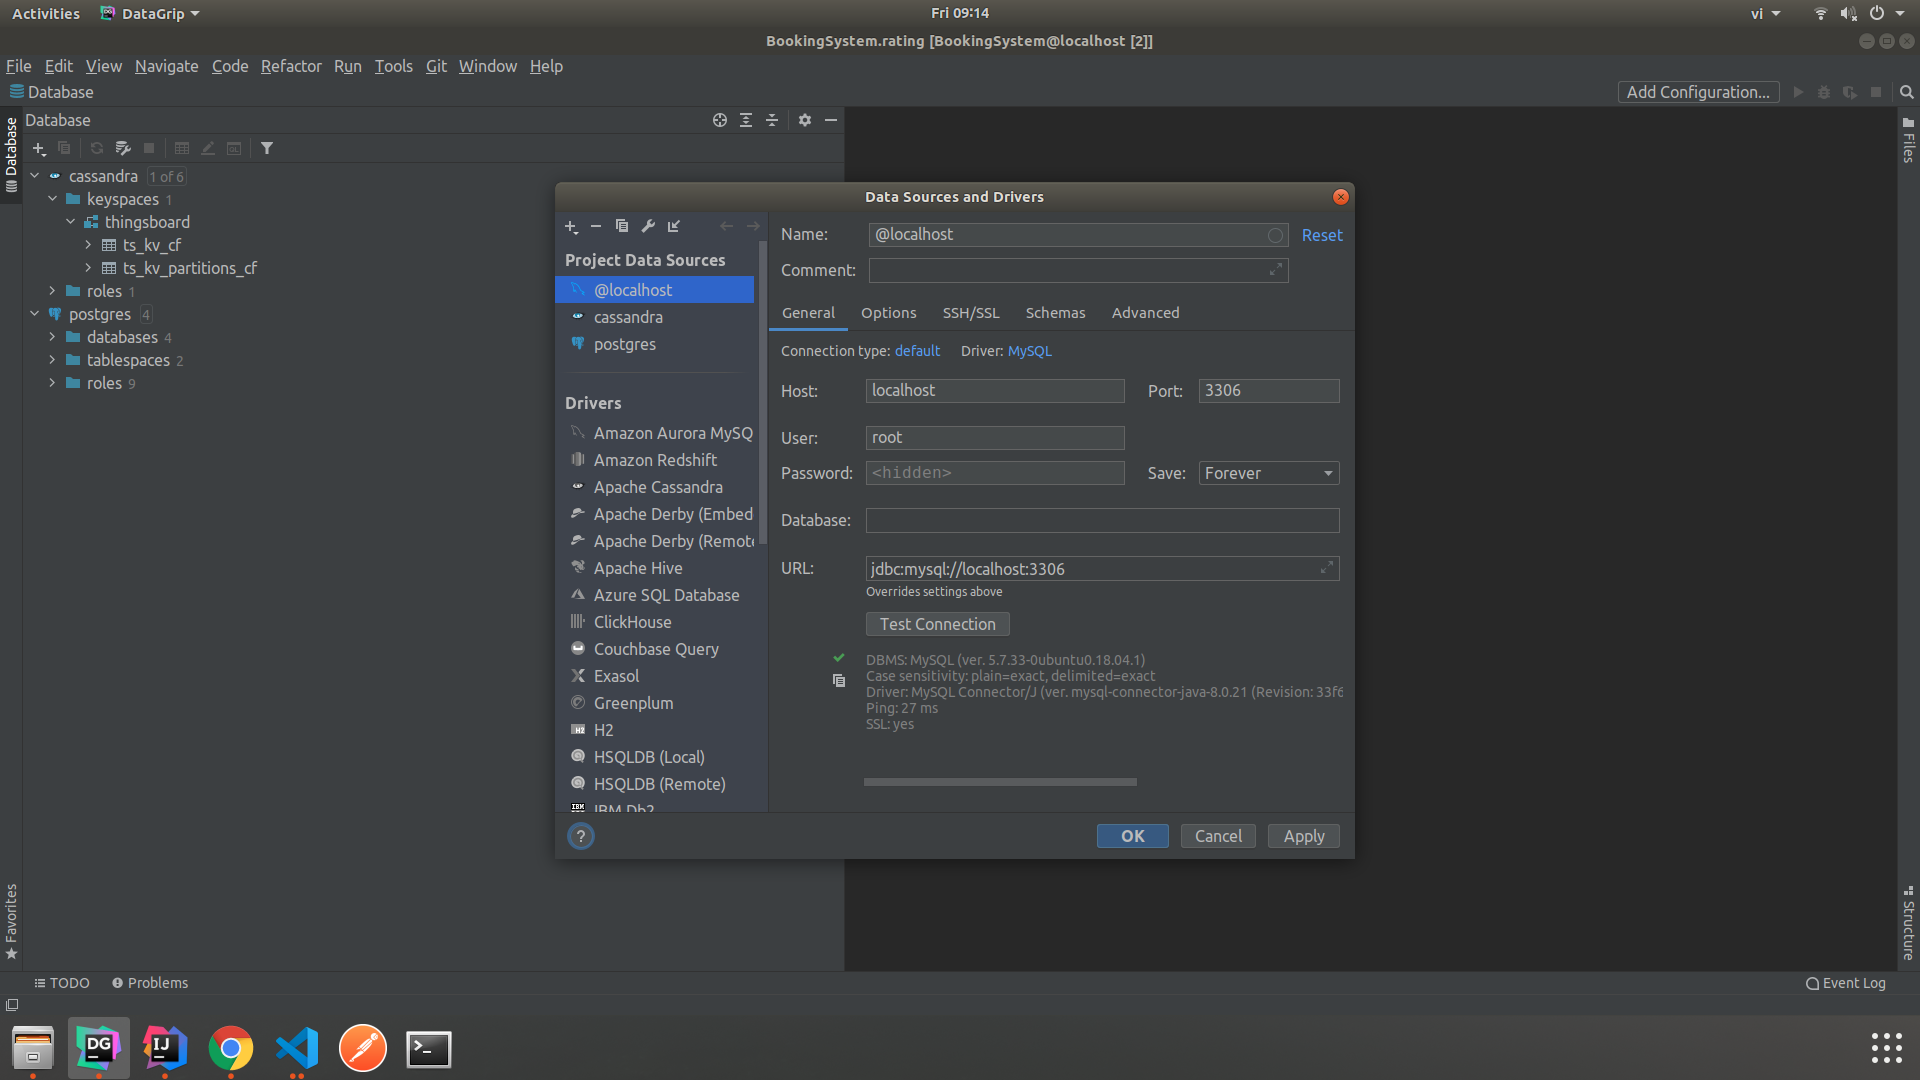 Activities DataGrip Fri 09:14 vi
BookingSystem.rating [BookingSystem@localhost [2]]
File Edit View Navigate Code Refactor Run Tools Git Window Help
Database Add Configuration...
Database
Database
Files
cassandra 1 of 6
keyspaces 1
thingsboard
ts_kv_cf
ts_kv_partitions_cf
roles 1
postgres 4
databases 4
tablespaces 2
roles 9
Data Sources and Drivers
Project Data Sources
@localhost
cassandra
postgres
Drivers
Amazon Aurora MySQ
Amazon Redshift
Apache Cassandra
Apache Derby (Embed
Apache Derby (Remote
Apache Hive
Azure SQL Database
ClickHouse
Couchbase Query
Exasol
Greenplum
H2
HSQLDB (Local)
HSQLDB (Remote)
IBM Db2
Name: @localhost Reset
Comment:
General Options SSH/SSL Schemas Advanced
Connection type: default Driver: MySQL
Host: localhost Port: 3306
User: root
Password: <hidden> Save: Forever
Database:
URL: jdbc:mysql://localhost:3306
Overrides settings above
Test Connection
DBMS: MySQL (ver. 5.7.33-0ubuntu0.18.04.1)
Case sensitivity: plain=exact, delimited=exact
Driver: MySQL Connector/J (ver. mysql-connector-java-8.0.21 (Revision: 33f6
Ping: 27 ms
SSL: yes
? OK Cancel Apply
Favorites
Structure
TODO Problems Event Log
DG IJ